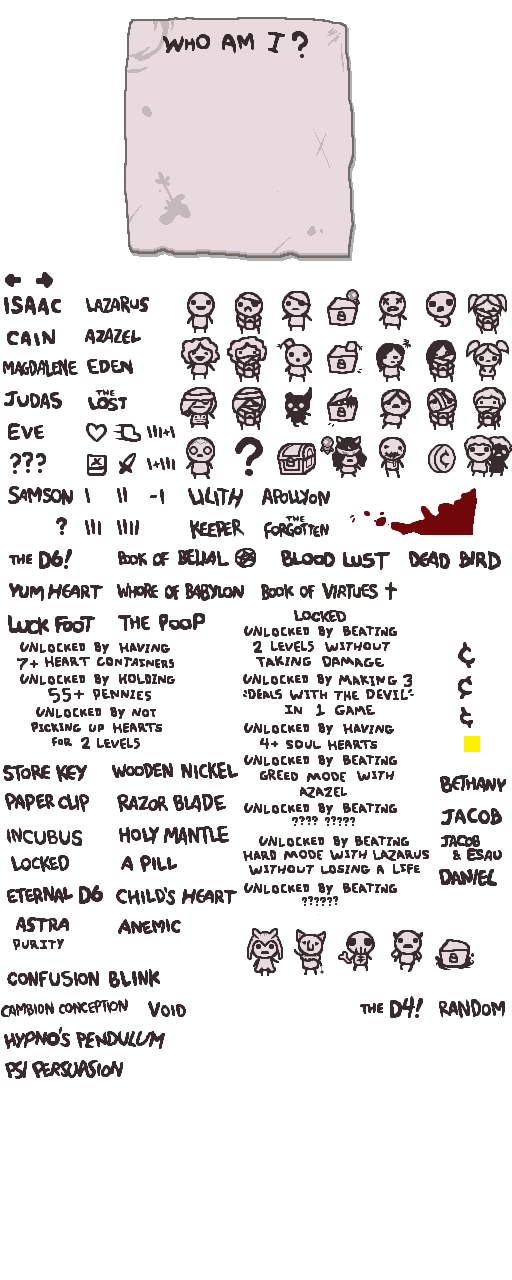 WHO AM I?
ISAAC LAZARUS
CAIN AZAZEL
MAGDALENE EDEN
JUDAS THE LOST
EVE |||+|
??? |+|||
?
SAMSON | || -| LILITH APOLLYON
? ||| |||| KEEPER THE FORGOTTEN
THE D6! BOOK OF BELIAL BLOOD LUST DEAD BIRD
YUM HEART WHORE OF BABYLON BOOK OF VIRTUES
LUCK FOOT THE POOP
UNLOCKED BY HAVING
7+ HEART CONTAINERS
UNLOCKED BY HOLDING
55+ PENNIES
UNLOCKED BY NOT
PICKING UP HEARTS
FOR 2 LEVELS
LOCKED
UNLOCKED BY BEATING
2 LEVELS WITHOUT
TAKING DAMAGE
UNLOCKED BY MAKING 3
"DEALS WITH THE DEVIL"
IN 1 GAME
UNLOCKED BY HAVING
4+ SOUL HEARTS
UNLOCKED BY BEATING
GREED MODE WITH
AZAZEL
UNLOCKED BY BEATING
???? ?????
UNLOCKED BY BEATING
HARD MODE WITH LAZARUS
WITHOUT LOSING A LIFE
UNLOCKED BY BEATING
??????
¢
¢
¢
STORE KEY WOODEN NICKEL
PAPER CLIP RAZOR BLADE
INCUBUS HOLY MANTLE
LOCKED A PILL
ETERNAL D6 CHILD'S HEART
ASTRA ANEMIC
PURITY
BETHANY
JACOB
JACOB
& ESAU
DANIEL
CONFUSION BLINK
CAMBION CONCEPTION VOID THE D4! RANDOM
HYPNO'S PENDULUM
PSI PERSUASION